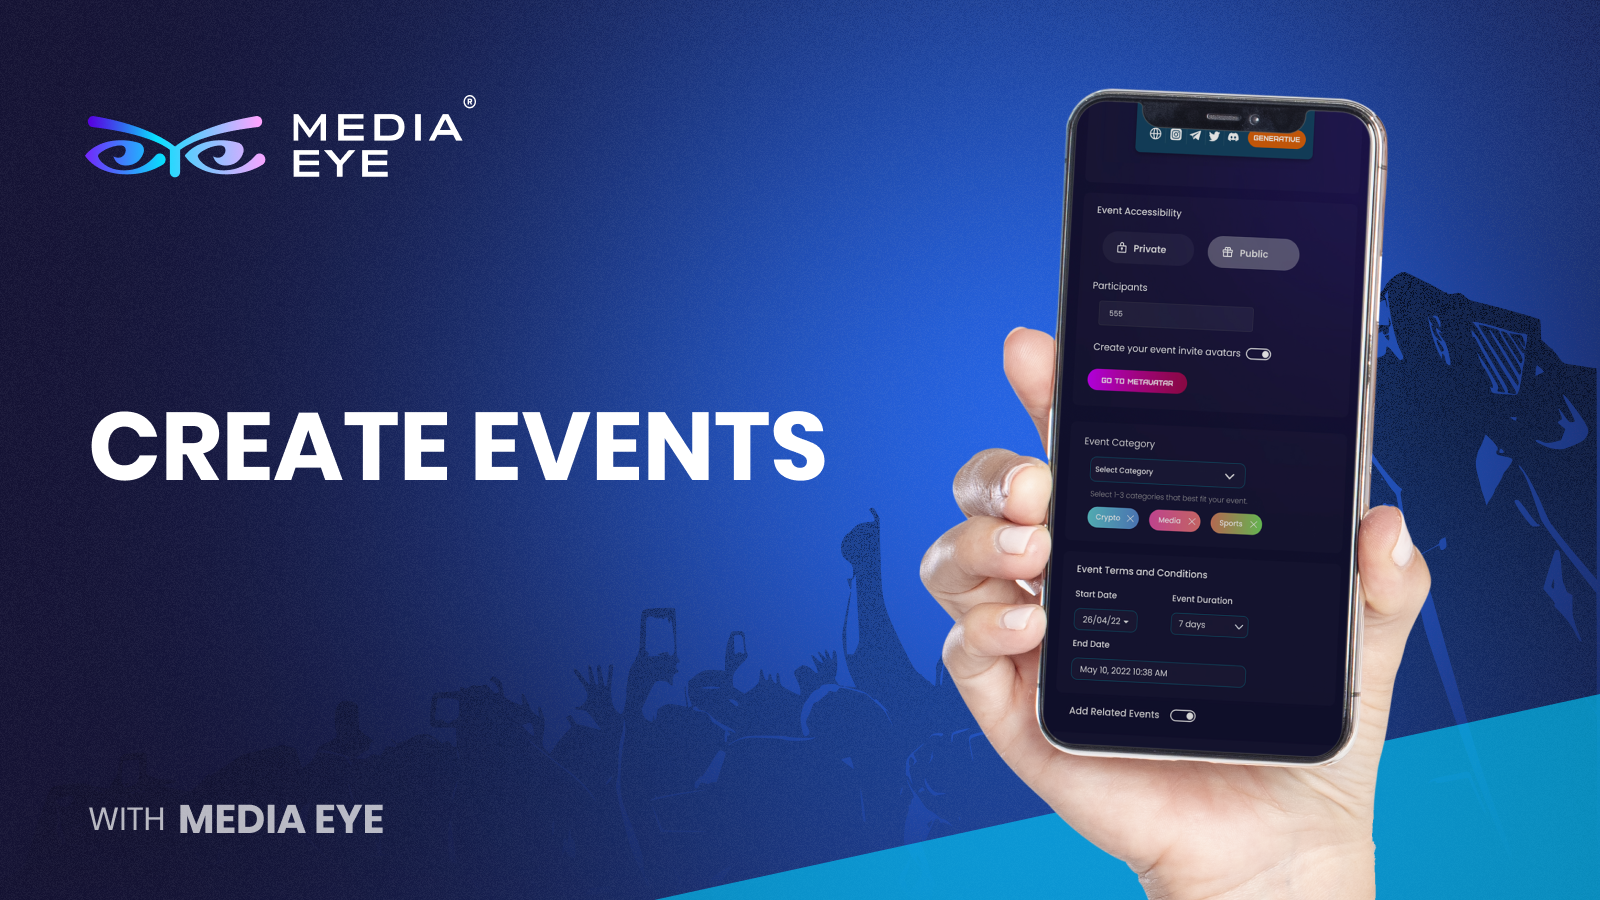 MEDIA ®
EYE
CREATE EVENTS
WITH MEDIA EYE
GENERATIVE
Event Accessibility
Private
Public
Participants
555
Create your event invite avatars
GO TO METAVATAR
Event Category
Select Category
Select 1-3 categories that best fit your event.
Crypto
Media
Sports
Event Terms and Conditions
Start Date
Event Duration
26/04/22
7 days
End Date
May 10, 2022 10:38 AM
Add Related Events